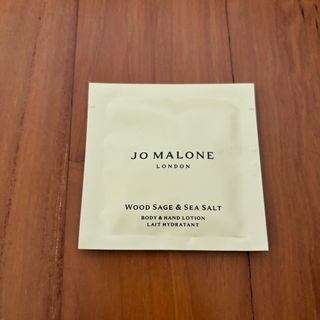 JO MALONE
LONDON
WOOD SAGE & SEA SALT
BODY & HAND LOTION
LAIT HYDRATANT